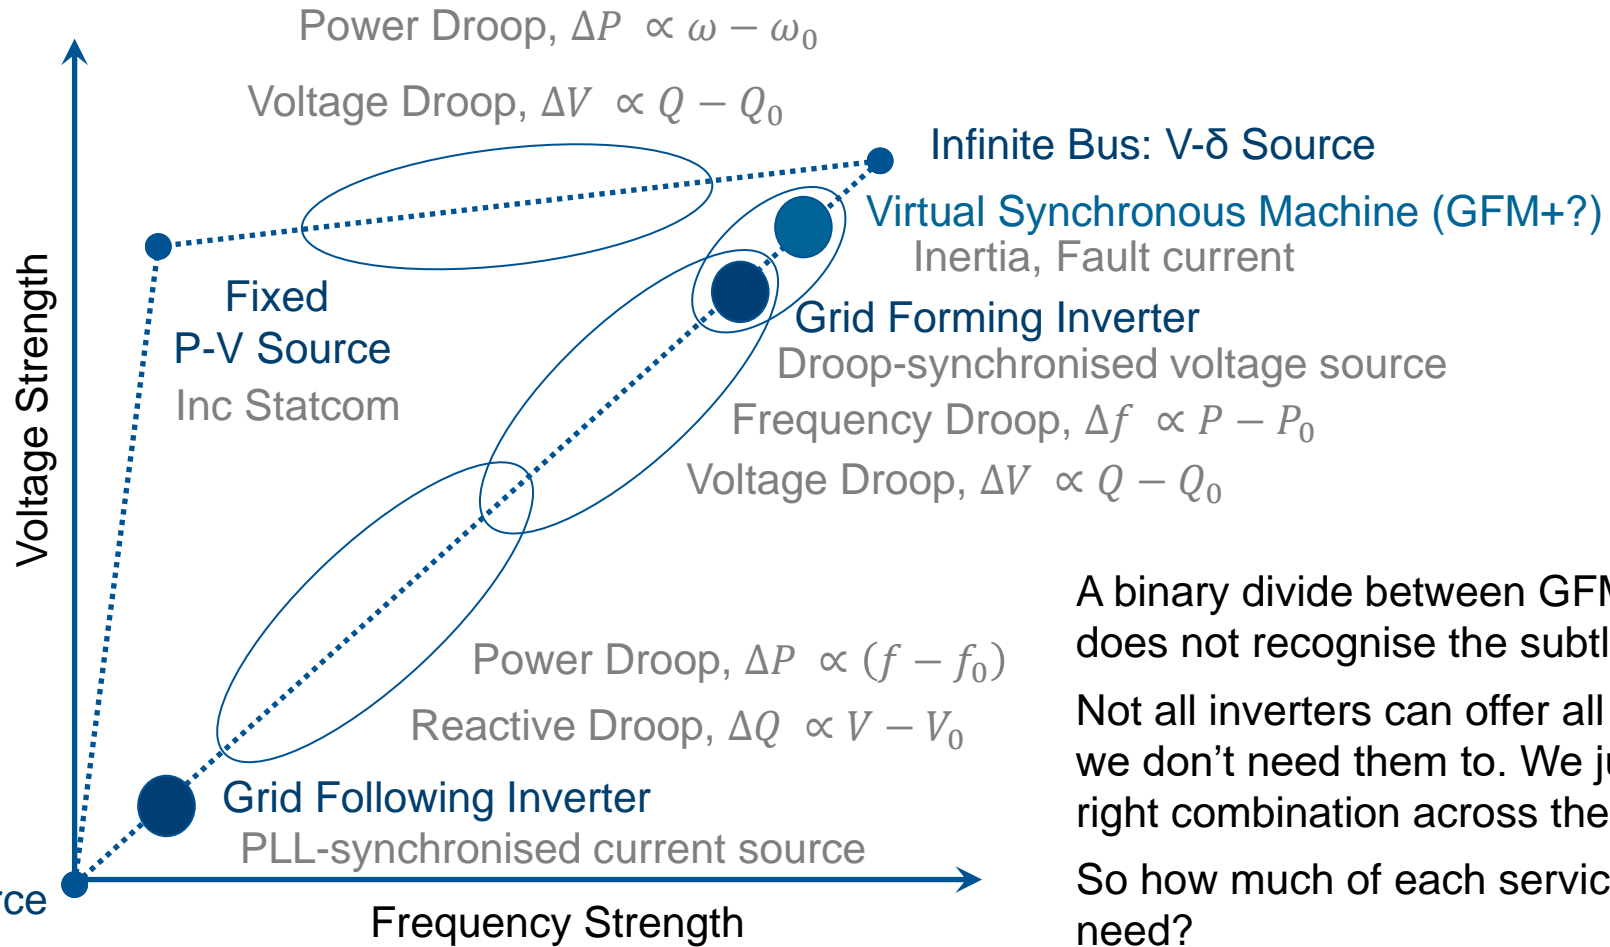 Power Droop, ΔP ∝ ω − ω₀
Voltage Droop, ΔV ∝ Q − Q₀
Infinite Bus: V-δ Source
Virtual Synchronous Machine (GFM+?)
Inertia, Fault current
Fixed
P-V Source
Inc Statcom
Grid Forming Inverter
Droop-synchronised voltage source
Frequency Droop, Δf ∝ P − P₀
Voltage Droop, ΔV ∝ Q − Q₀
Voltage Strength
Power Droop, ΔP ∝ (f − f₀)
Reactive Droop, ΔQ ∝ V − V₀
Grid Following Inverter
PLL-synchronised current source
Frequency Strength
A binary divide between
does not recognise the
Not all inverters can offer all
we don’t need them to. We
right combination across the
So how much of each
need?